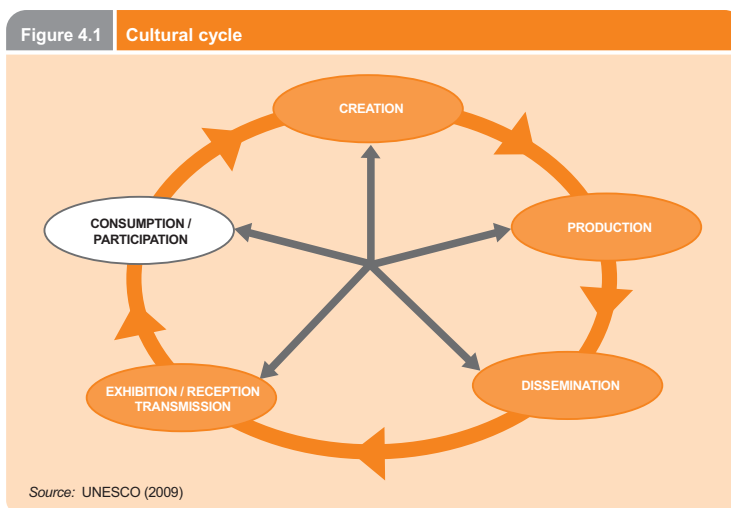 Figure 4.1
Cultural cycle
CREATION
CONSUMPTION /
PARTICIPATION
PRODUCTION
EXHIBITION / RECEPTION
TRANSMISSION
DISSEMINATION
Source: UNESCO (2009)